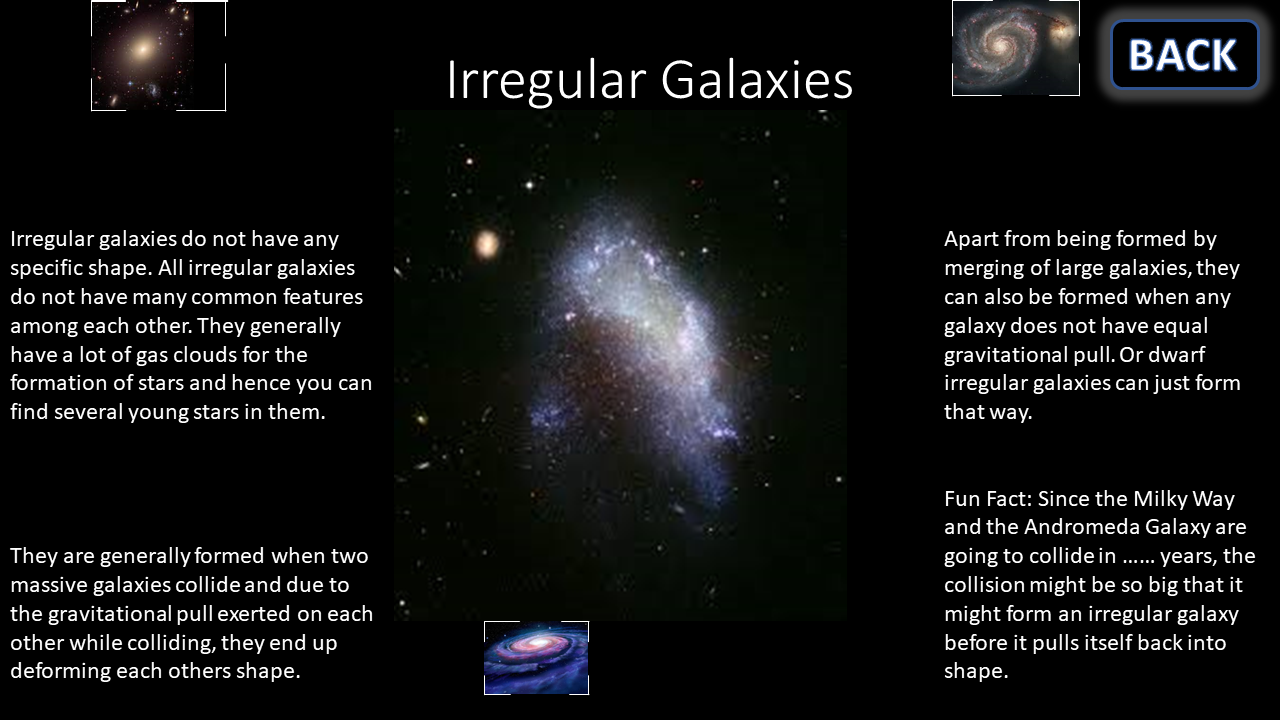 Irregular Galaxies
BACK
Irregular galaxies do not have any
specific shape. All irregular galaxies
do not have many common features
among each other. They generally
have a lot of gas clouds for the
formation of stars and hence you can
find several young stars in them.
They are generally formed when two
massive galaxies collide and due to
the gravitational pull exerted on each
other while colliding, they end up
deforming each others shape.
Apart from being formed by
merging of large galaxies, they
can also be formed when any
galaxy does not have equal
gravitational pull. Or dwarf
irregular galaxies can just form
that way.
Fun Fact: Since the Milky Way
and the Andromeda Galaxy are
going to collide in …… years, the
collision might be so big that it
might form an irregular galaxy
before it pulls itself back into
shape.